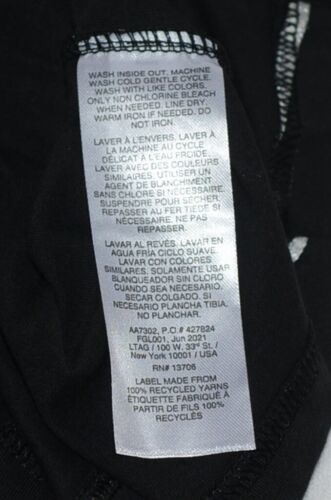 WASH INSIDE OUT. MACHINE
WASH COLD GENTLE CYCLE.
WASH WITH LIKE COLORS.
ONLY NON CHLORINE BLEACH
WHEN NEEDED. LINE DRY.
WARM IRON IF NEEDED. DO
NOT IRON.
LAVER À L'ENVERS. LAVER À
LA MACHINE AU CYCLE
DÉLICAT À L'EAU FROIDE.
LAVER AVEC DES COULEURS
SIMILAIRES. UTILISER UN
AGENT DE BLANCHIMENT
SANS CHLORE SI NÉCESSAIRE.
SUSPENDRE POUR SÉCHER.
REPASSER AU FER TIÈDE SI
NÉCESSAIRE. NE PAS
REPASSER.
LAVAR AL REVÉS. LAVAR EN
AGUA FRÍA CICLO SUAVE.
LAVAR CON COLORES
SIMILARES. SOLAMENTE USAR
BLANQUEADOR SIN CLORO
CUANDO SEA NECESARIO.
SECAR COLGADO. SI
NECESARIO PLANCHA TIBIA.
NO PLANCHAR.
AA7302, P.O.# 427824
FGL001, Jun 2021
LTAG / 100 W. 33rd St. /
New York 10001 / USA
RN# 13706
LABEL MADE FROM
100% RECYCLED YARNS
ÉTIQUETTE FABRIQUÉ À
PARTIR DE FILS 100%
RECYCLÉS